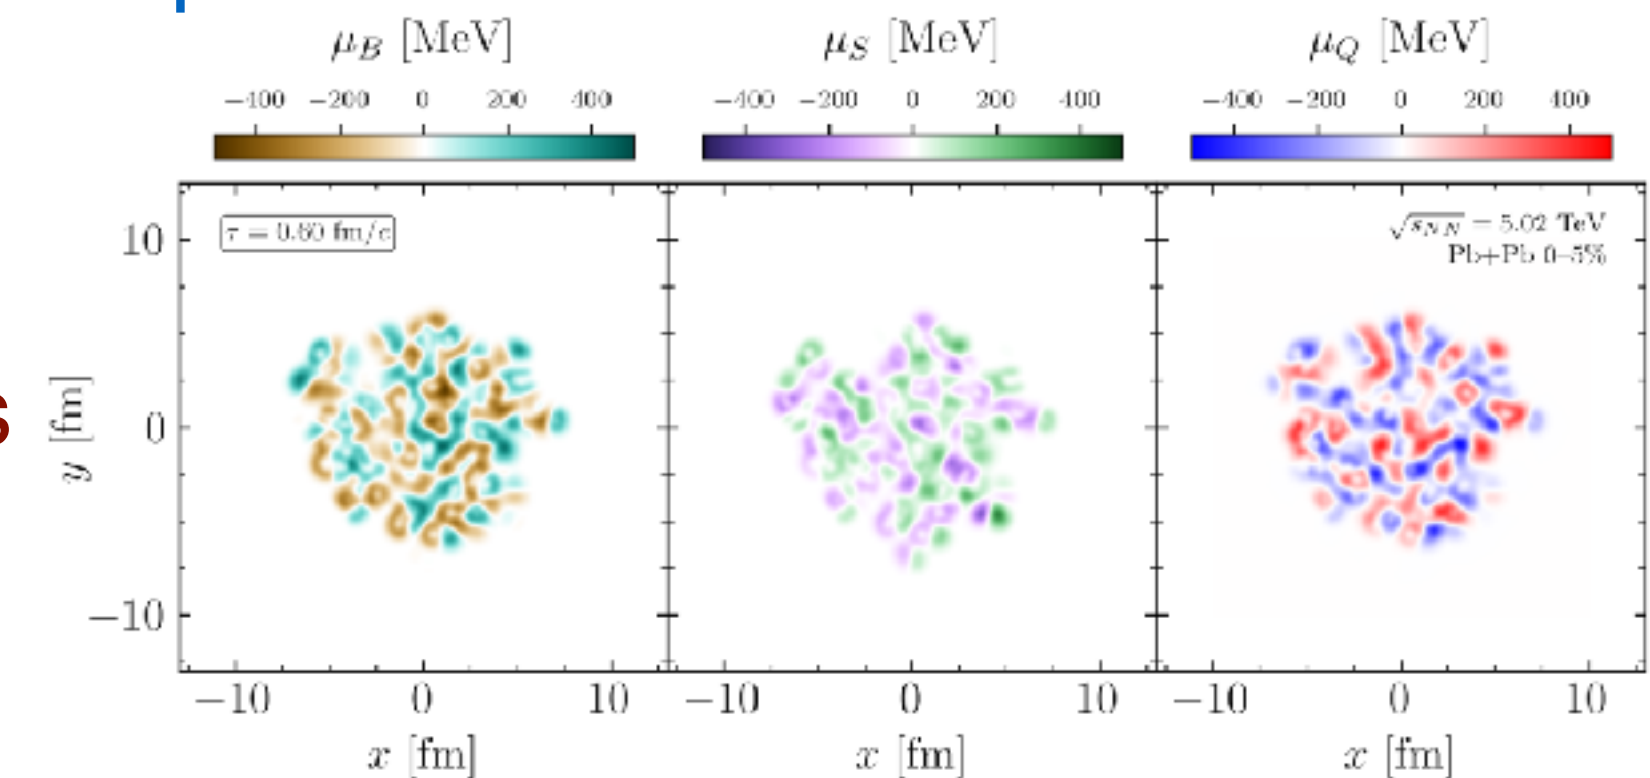 μ_B [MeV]
−400 −200 0 200 400
μ_S [MeV]
−400 −200 0 200 400
μ_Q [MeV]
−400 −200 0 200 400
τ = 0.60 fm/c
√s_NN = 5.02 TeV
Pb+Pb 0–5%
s
y [fm]
10
0
−10
−10 0 10
x [fm]
−10 0 10
x [fm]
−10 0 10
x [fm]